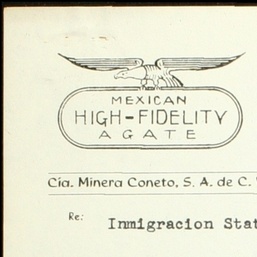 MEXICAN
HIGH-FIDELITY
AGATE
Cía. Minera Coneto, S. A. de C.
Re:
Inmigracion Stat